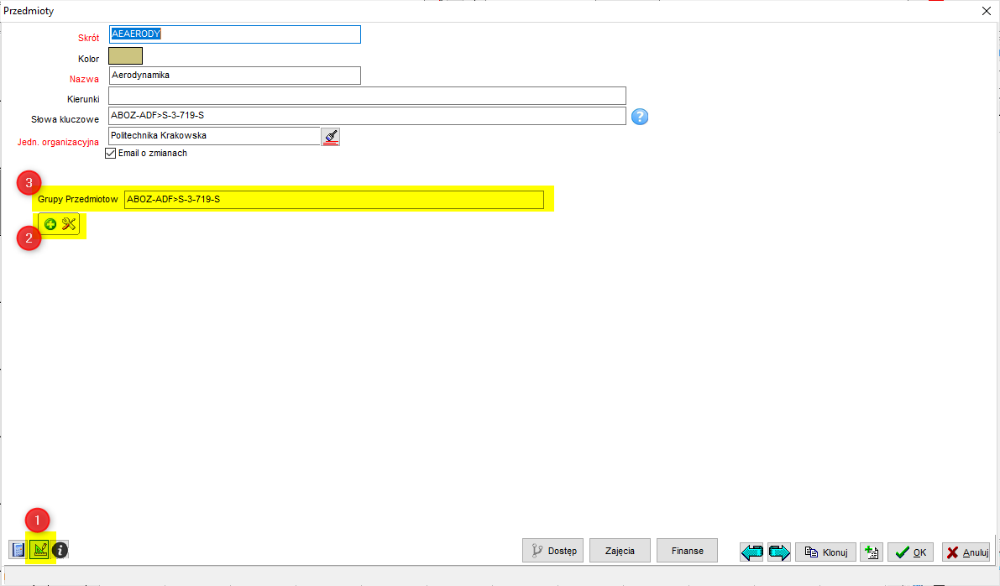 Przedmioty
Skrót AEAERODY
Kolor
Nazwa Aerodynamika
Kierunki
Słowa kluczowe ABOZ-ADF>S-3-719-S ?
Jedn. organizacyjna Politechnika Krakowska
Email o zmianach
3
Grupy Przedmiotow ABOZ-ADF>S-3-719-S
2
1
i
Dostęp Zajęcia Finanse Klonuj OK Anuluj